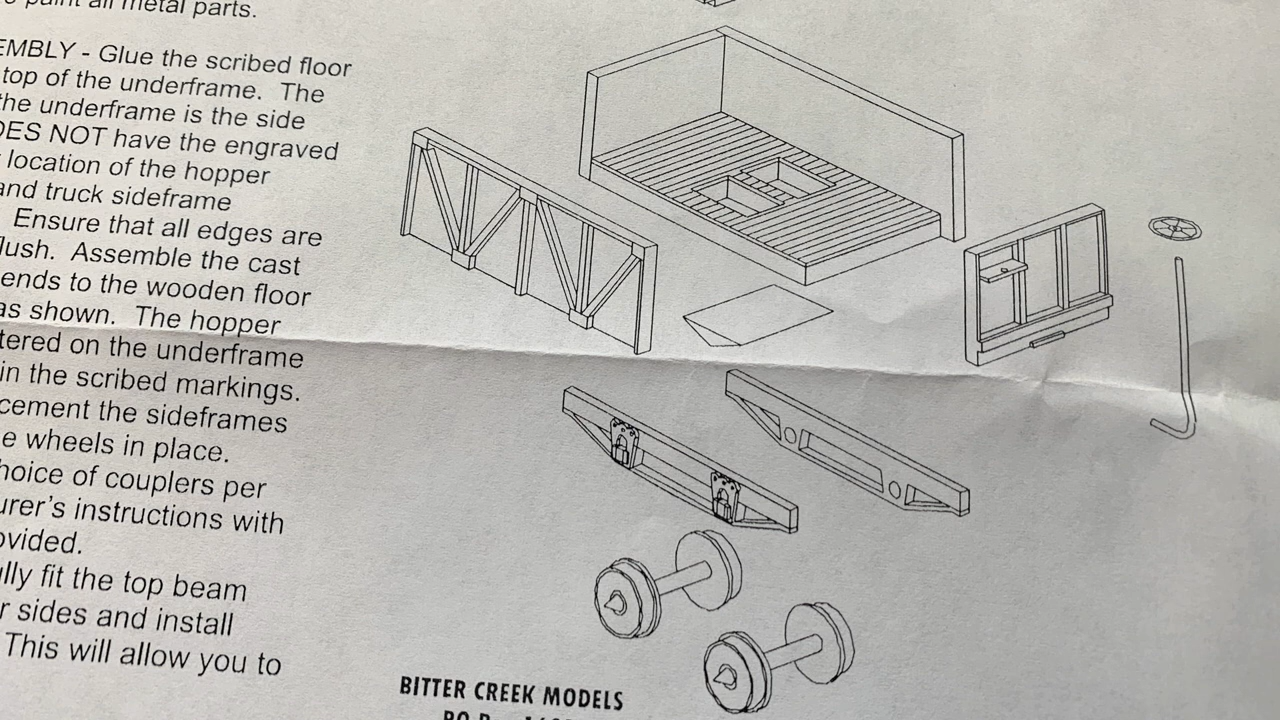 paint all metal parts.
EMBLY - Glue the scribed floor
top of the underframe. The
the underframe is the side
DOES NOT have the engraved
location of the hopper
and truck sideframe
Ensure that all edges are
lush. Assemble the cast
ends to the wooden floor
as shown. The hopper
tered on the underframe
in the scribed markings.
cement the sideframes
e wheels in place.
hoice of couplers per
urer's instructions with
ovided.
lly fit the top beam
r sides and install
This will allow you to
BITTER CREEK MODELS